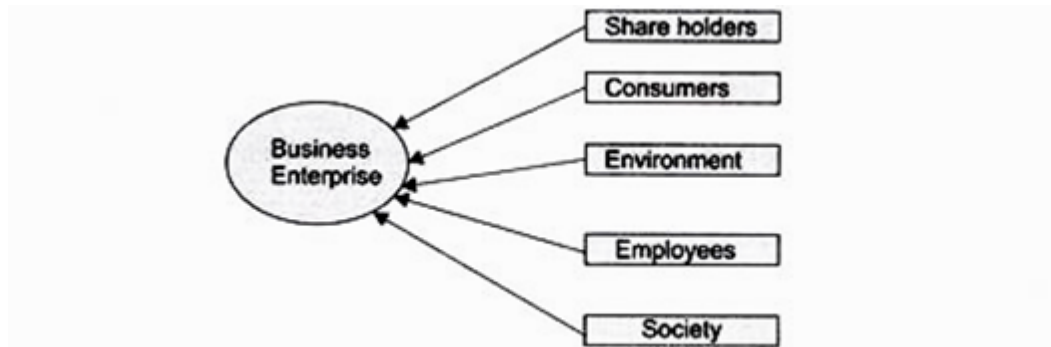 Share holders
Consumers
Business
Enterprise
Environment
Employees
Society